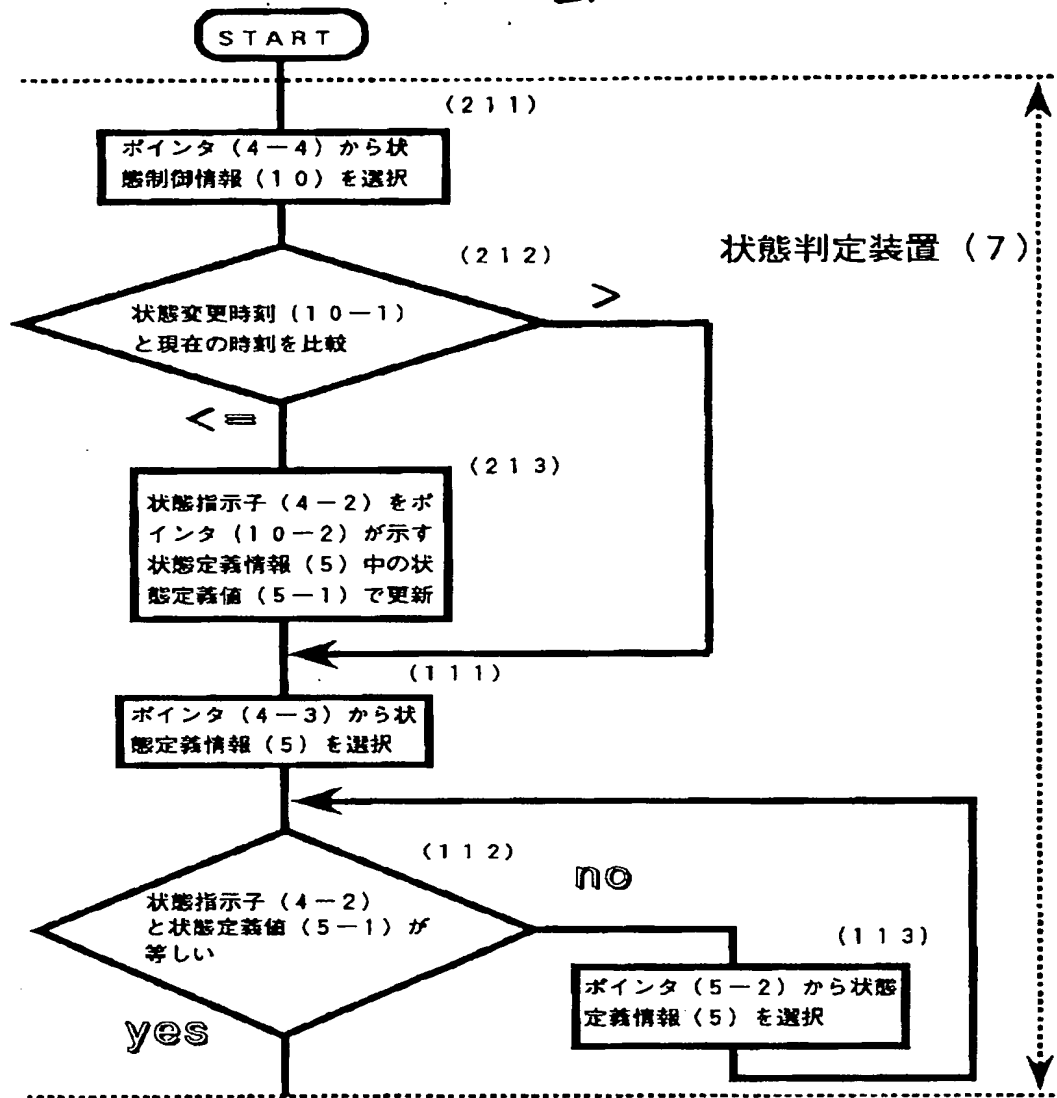 START
(211)
ポインタ(4-4)から状
態制御情報(10)を選択
状態判定装置(7)
(212)
>
状態変更時刻(10-1)
と現在の時刻を比較
<=
(213)
状態指示子(4-2)をポ
インタ(10-2)が示す
状態定義情報(5)中の状
態定義値(5-1)で更新
(111)
ポインタ(4-3)から状
態定義情報(5)を選択
(112)
no
状態指示子(4-2)
と状態定義値(5-1)が
等しい
(113)
ポインタ(5-2)から状態
定義情報(5)を選択
yes